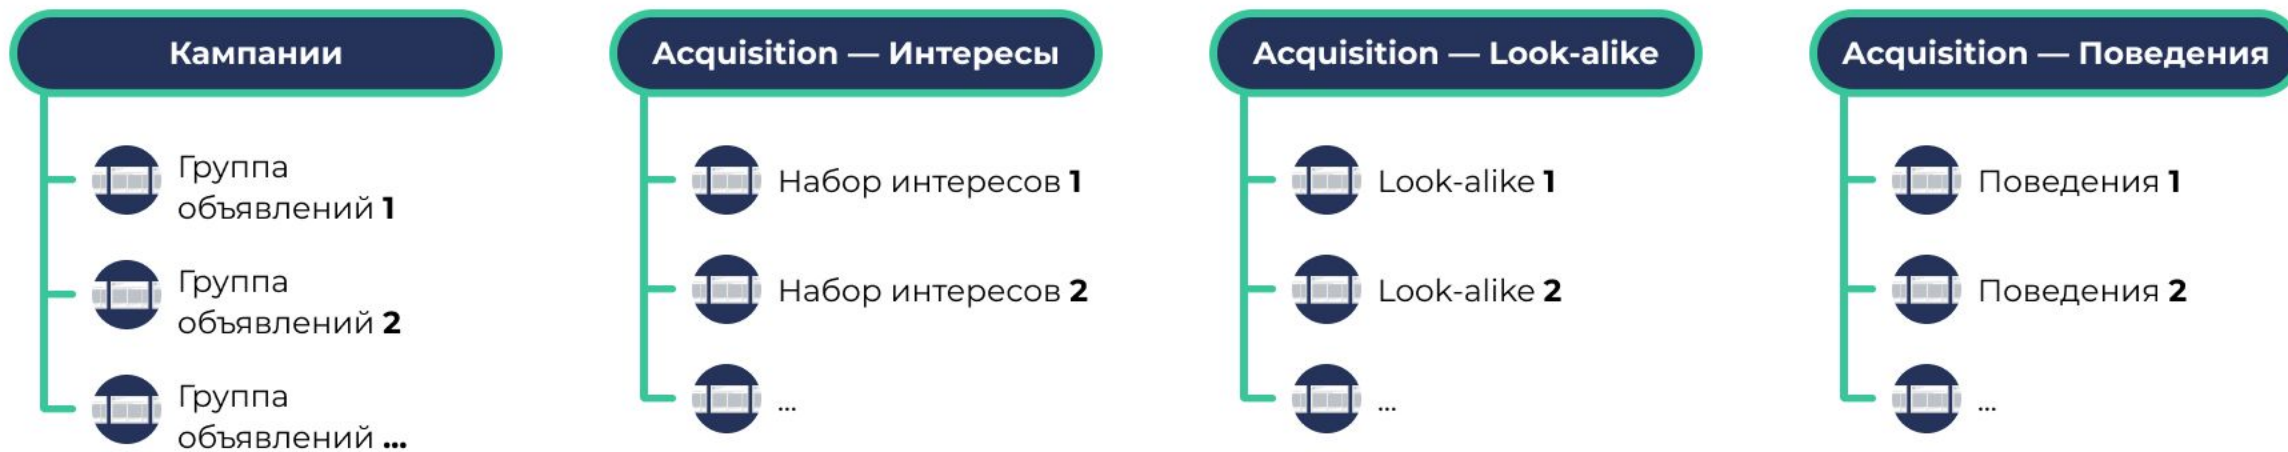 Кампании
Группа
объявлений 1
Группа
объявлений 2
Группа
объявлений ...
Acquisition — Интересы
Набор интересов 1
Набор интересов 2
...
Acquisition — Look-alike
Look-alike 1
Look-alike 2
...
Acquisition — Поведения
Поведения 1
Поведения 2
...